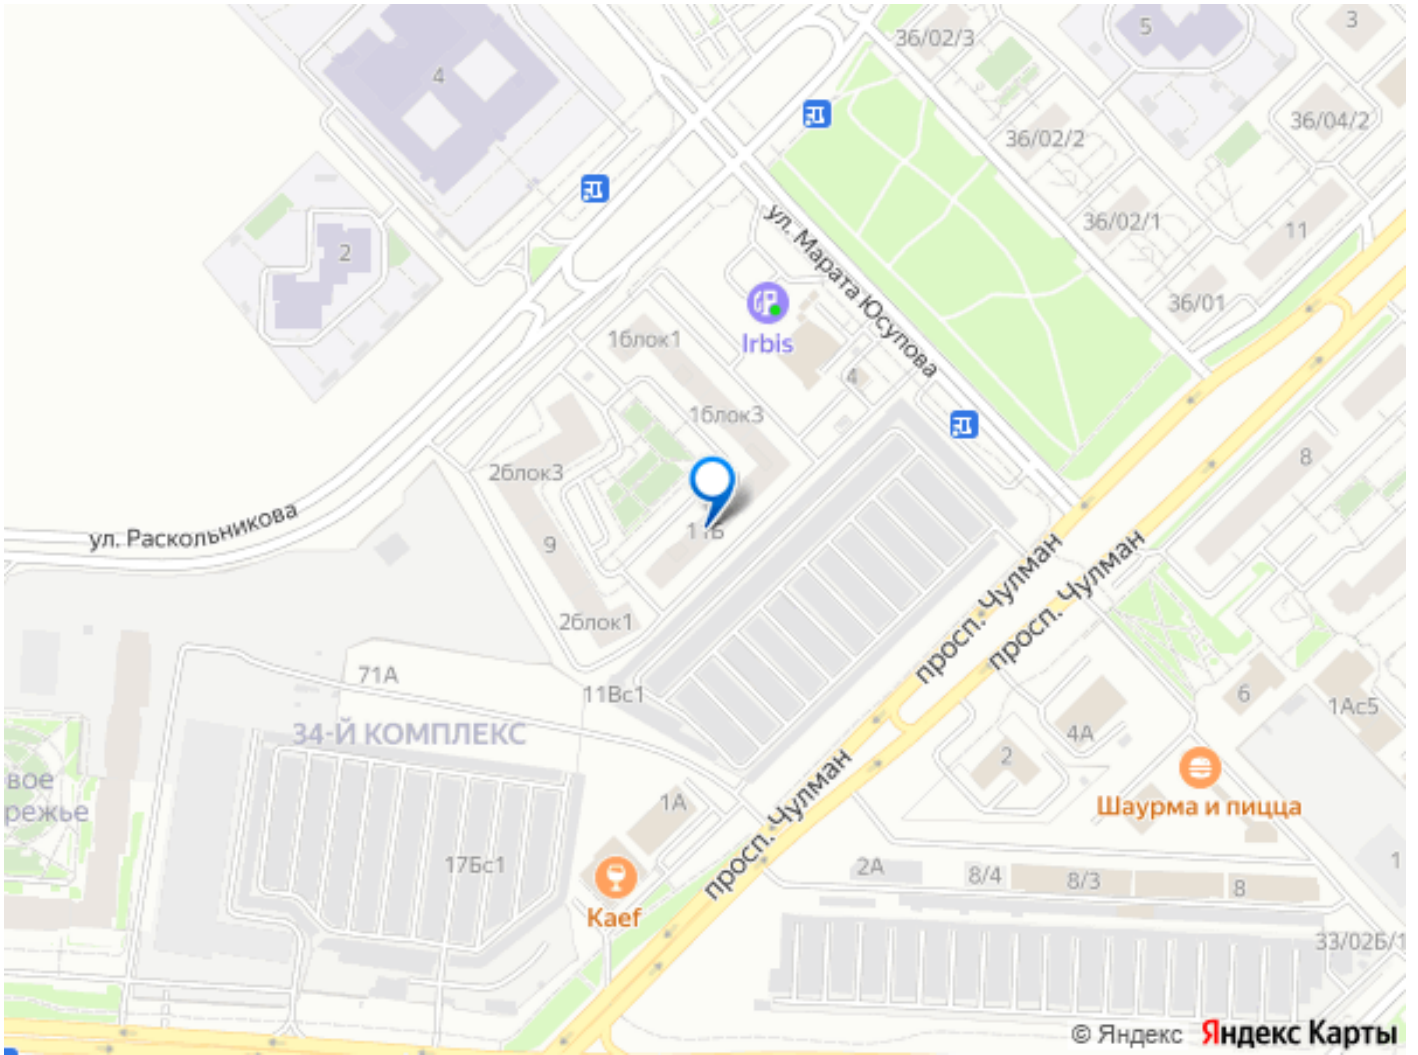 36/02/3
5
3
4
36/04/2
36/02/2
36/02/1
11
2
ул. Марата Юсупова
36/01
1блок1
Irbis
4
1блок3
2блок3
8
ул. Раскольникова
11Б
9
просп. Чулман
просп. Чулман
2блок1
71А
11Вс1
6
1Ас5
34-Й КОМПЛЕКС
4А
2
вое
режье
1А
просп. Чулман
Шаурма и пицца
17Бс1
2А
8/4
8/3
8
1
Kaef
33/02Б/1
© Яндекс Яндекс Карты